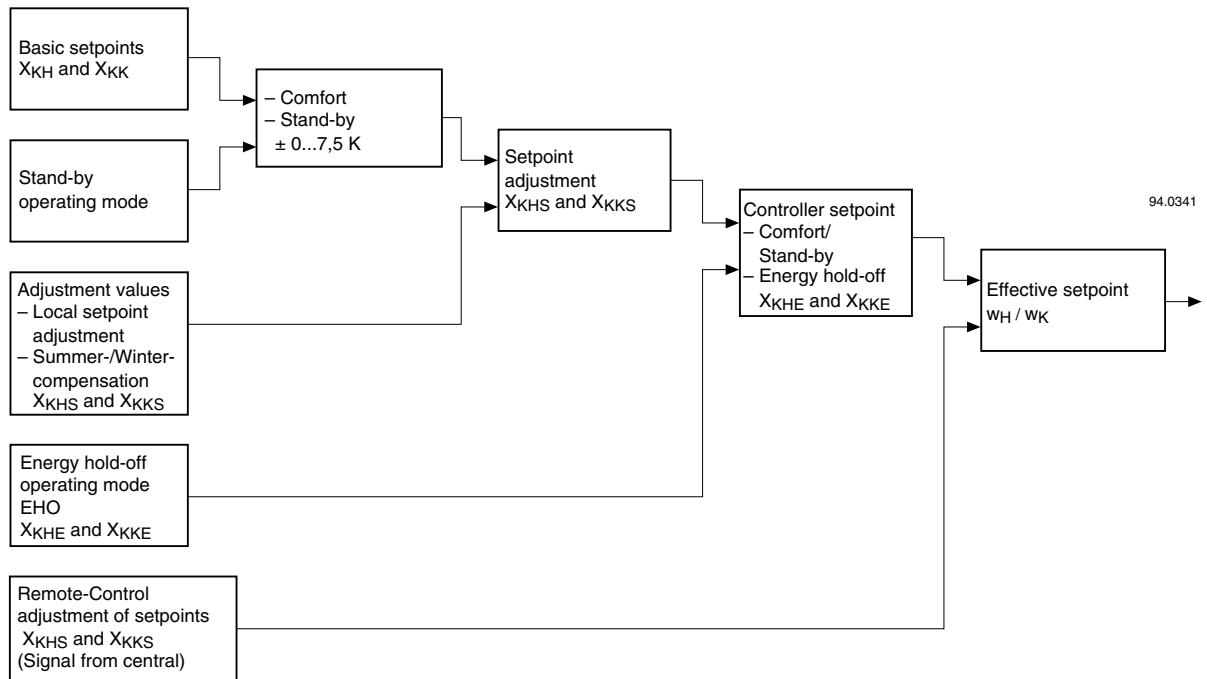 Basic setpoints
XKH and XKK
Stand-by
operating mode
Adjustment values
– Local setpoint
adjustment
– Summer-/Winter-
compensation
XKHS and XKKS
Energy hold-off
operating mode
EHO
XKHE and XKKE
Remote-Control
adjustment of setpoints
XKHS and XKKS
(Signal from central)
– Comfort
– Stand-by
± 0...7,5 K
Setpoint
adjustment
XKHS and XKKS
Controller setpoint
– Comfort/
Stand-by
– Energy hold-off
XKHE and XKKE
94.0341
Effective setpoint
wH / wK